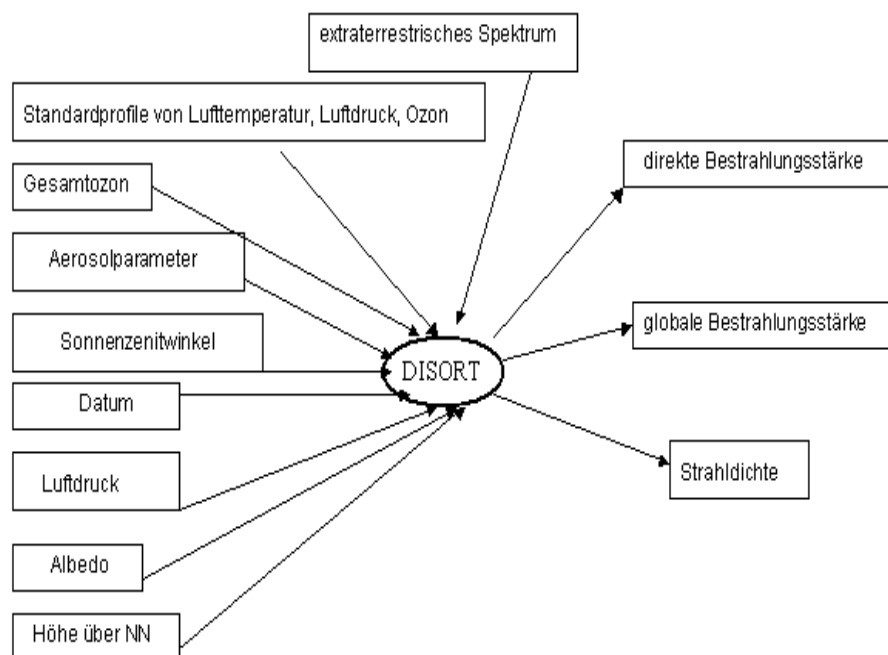 extraterrestrisches Spektrum
Standardprofile von Lufttemperatur, Luftdruck, Ozon
direkte Bestrahlungsstärke
Gesamtozon
Aerosolparameter
globale Bestrahlungsstärke
Sonnenzenitwinkel
DISORT
Datum
Strahldichte
Luftdruck
Albedo
Höhe über NN